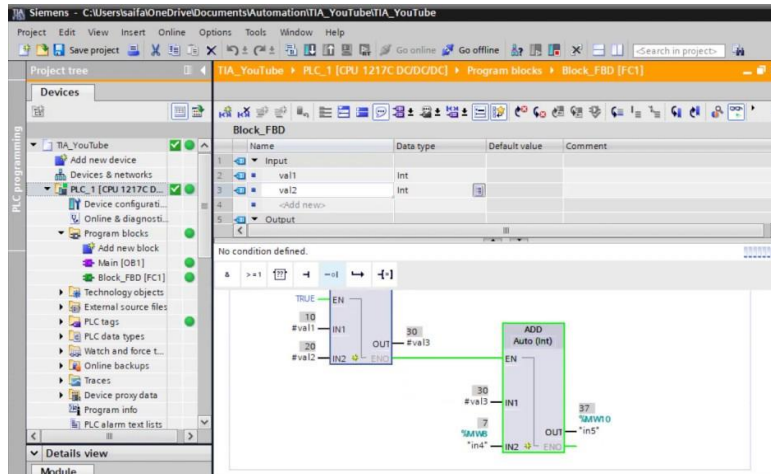 Siemens - C:\Users\saifa\OneDrive\Documents\Automation\TIA_YouTube\TIA_YouTube
Project Edit View Insert Online Options Tools Window Help
Save project Go online Go offline <Search in project>
Project tree
TIA_YouTube PLC_1 [CPU 1217C DC/DC/DC] Program blocks Block_FBD [FC1]
Devices
PLC programming
TIA_YouTube
Add new device
Devices & networks
PLC_1 [CPU 1217C D...
Device configurati...
Online & diagnosti...
Program blocks
Add new block
Main [OB1]
Block_FBD [FC1]
Technology objects
External source files
PLC tags
PLC data types
Watch and force t...
Online backups
Traces
Device proxy data
Program info
PLC alarm text lists
Details view
Module
Block_FBD
Name Data type Default value Comment
1 Input
2 val1 Int
3 val2 Int
4 <Add new>
5 Output
No condition defined.
& >=1 [??]
TRUE EN
10
#val1 IN1
20
#val2 IN2
30
OUT #val3
ENO
ADD
Auto (Int)
EN
30
#val3 IN1
7
%MW8
"in4" IN2
37
%MW10
OUT "in5"
ENO